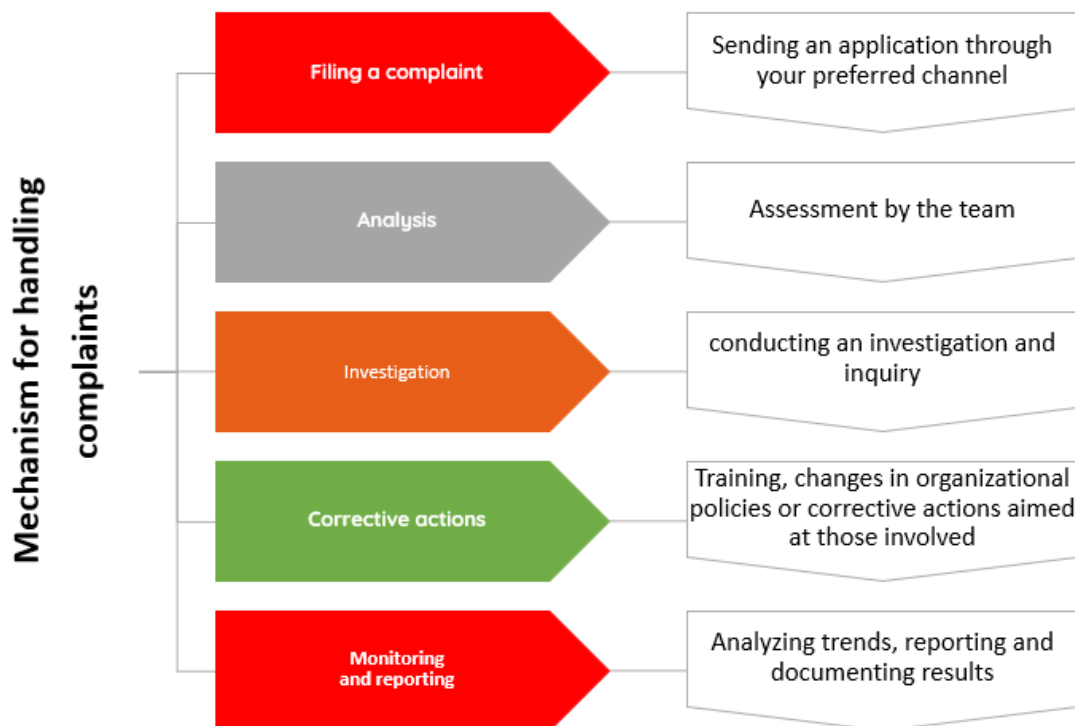 Mechanism for handling
complaints
Filing a complaint
Sending an application through
your preferred channel
Analysis
Assessment by the team
Investigation
conducting an investigation and
inquiry
Corrective actions
Training, changes in organizational
policies or corrective actions aimed
at those involved
Monitoring
and reporting
Analyzing trends, reporting and
documenting results